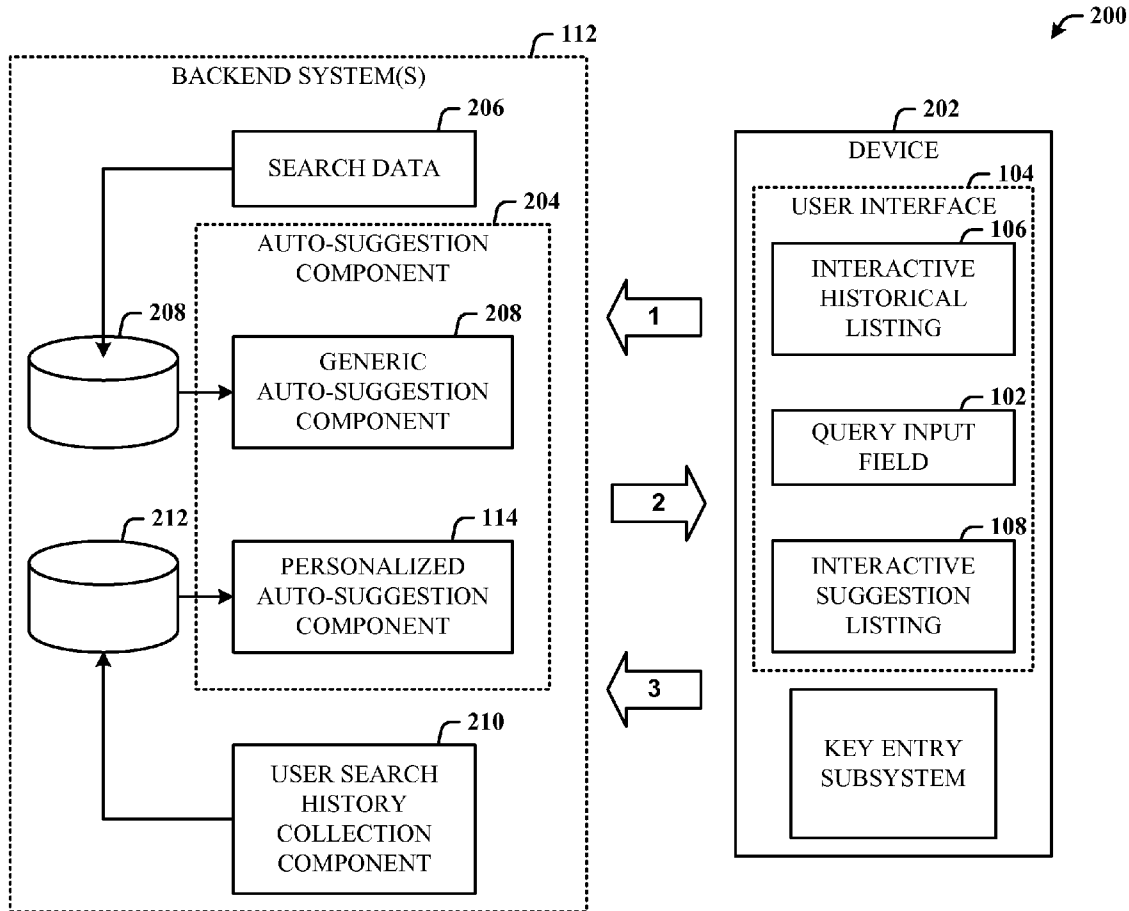 200
112
BACKEND SYSTEM(S)
206
SEARCH DATA
204
AUTO-SUGGESTION
COMPONENT
208
208
GENERIC
AUTO-SUGGESTION
COMPONENT
212
114
PERSONALIZED
AUTO-SUGGESTION
COMPONENT
210
USER SEARCH
HISTORY
COLLECTION
COMPONENT
1
2
3
202
DEVICE
104
USER INTERFACE
106
INTERACTIVE
HISTORICAL
LISTING
102
QUERY INPUT
FIELD
108
INTERACTIVE
SUGGESTION
LISTING
KEY ENTRY
SUBSYSTEM